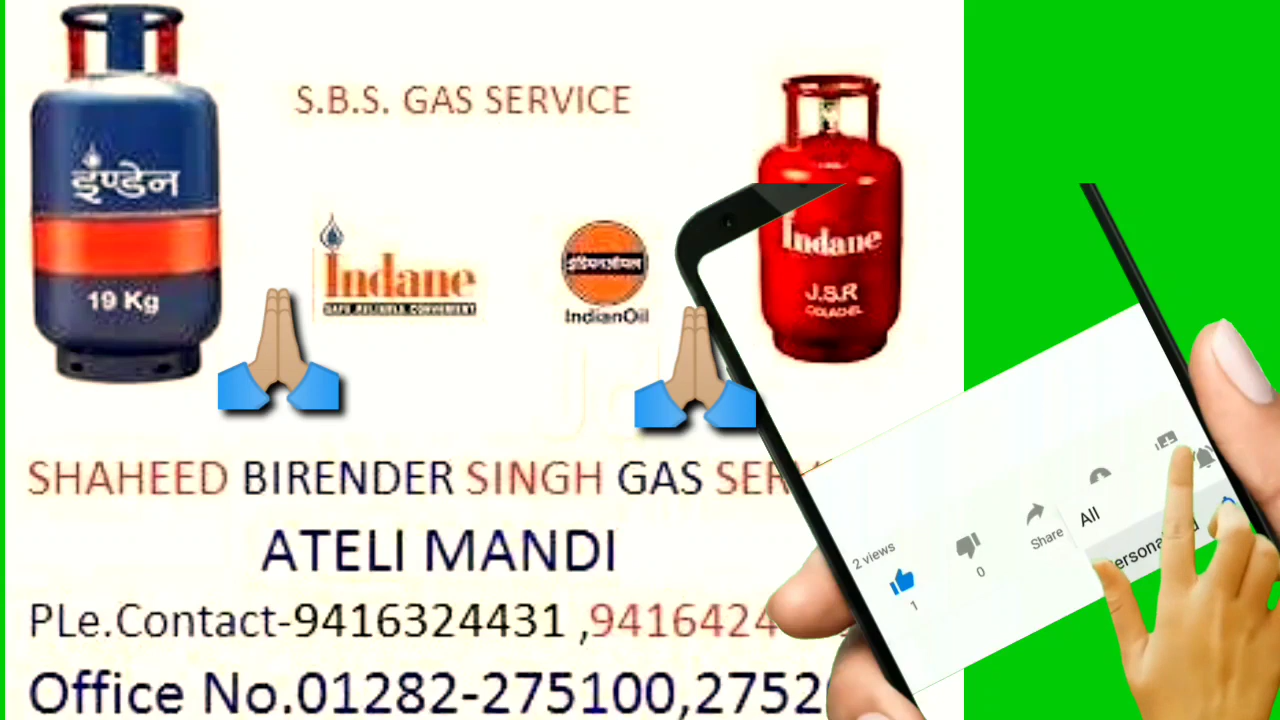 इण्डेन
19 Kg
S.B.S. GAS SERVICE
Indane
SAFE. RELIABLE. CONVENIENT
इंडियनऑयल
IndianOil
Indane
J.S.R
COLACHEL
SHAHEED BIRENDER SINGH GAS SER
ATELI MANDI
PLe.Contact-9416324431 ,9416424
Office No.01282-275100,2752
2 views
1
0
Share
All